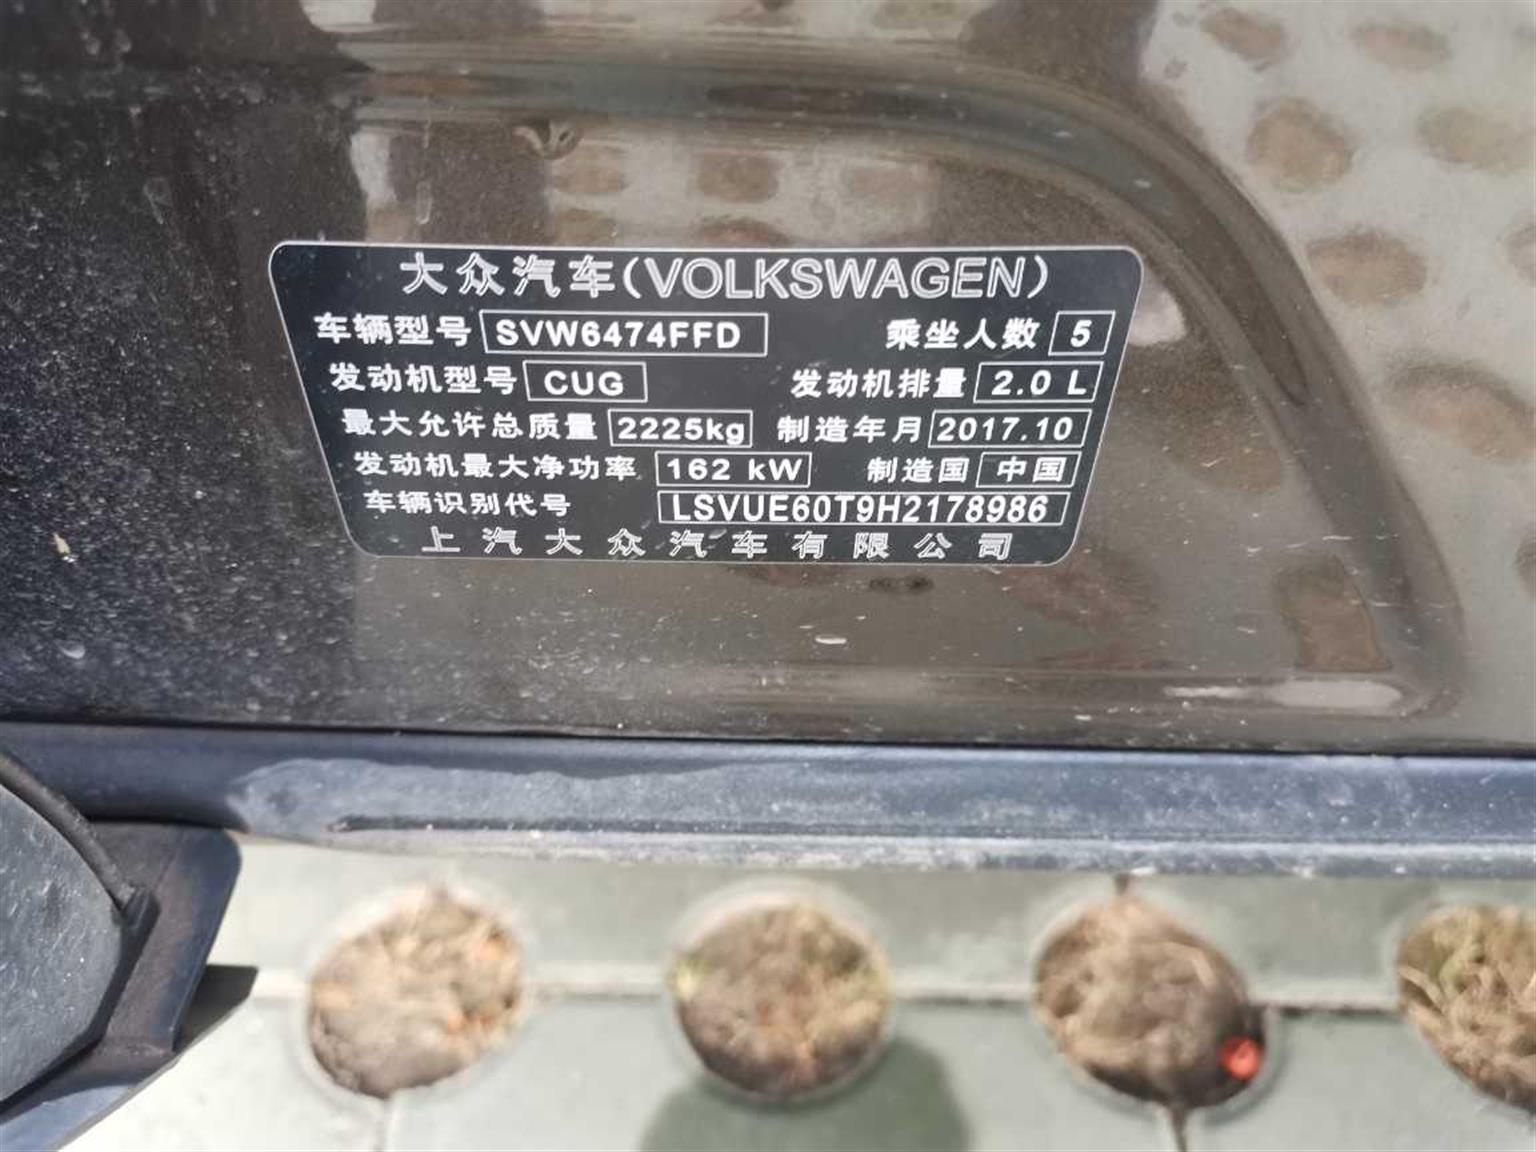 大众汽车(VOLKSWAGEN)
车辆型号 SVW6474FFD 乘坐人数 5
发动机型号 CUG 发动机排量 2.0 L
最大允许总质量 2225kg 制造年月 2017.10
发动机最大净功率 162 kW 制造国 中国
车辆识别代号 LSVUE60T9H2178986
上汽大众汽车有限公司